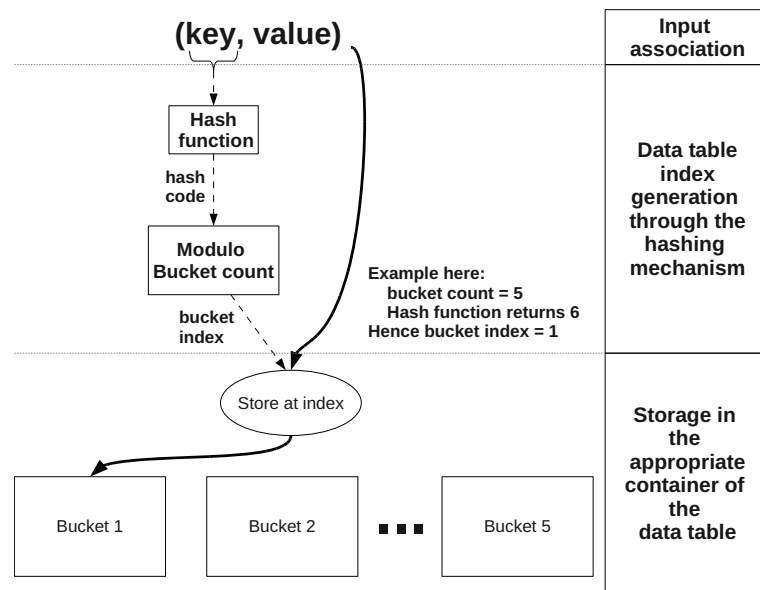 (key, value)
Input
association
Hash
function
hash
code
Modulo
Bucket count
bucket
index
Example here:
bucket count = 5
Hash function returns 6
Hence bucket index = 1
Data table
index
generation
through the
hashing
mechanism
Store at index
Bucket 1
Bucket 2
Bucket 5
Storage in
the
appropriate
container of
the
data table